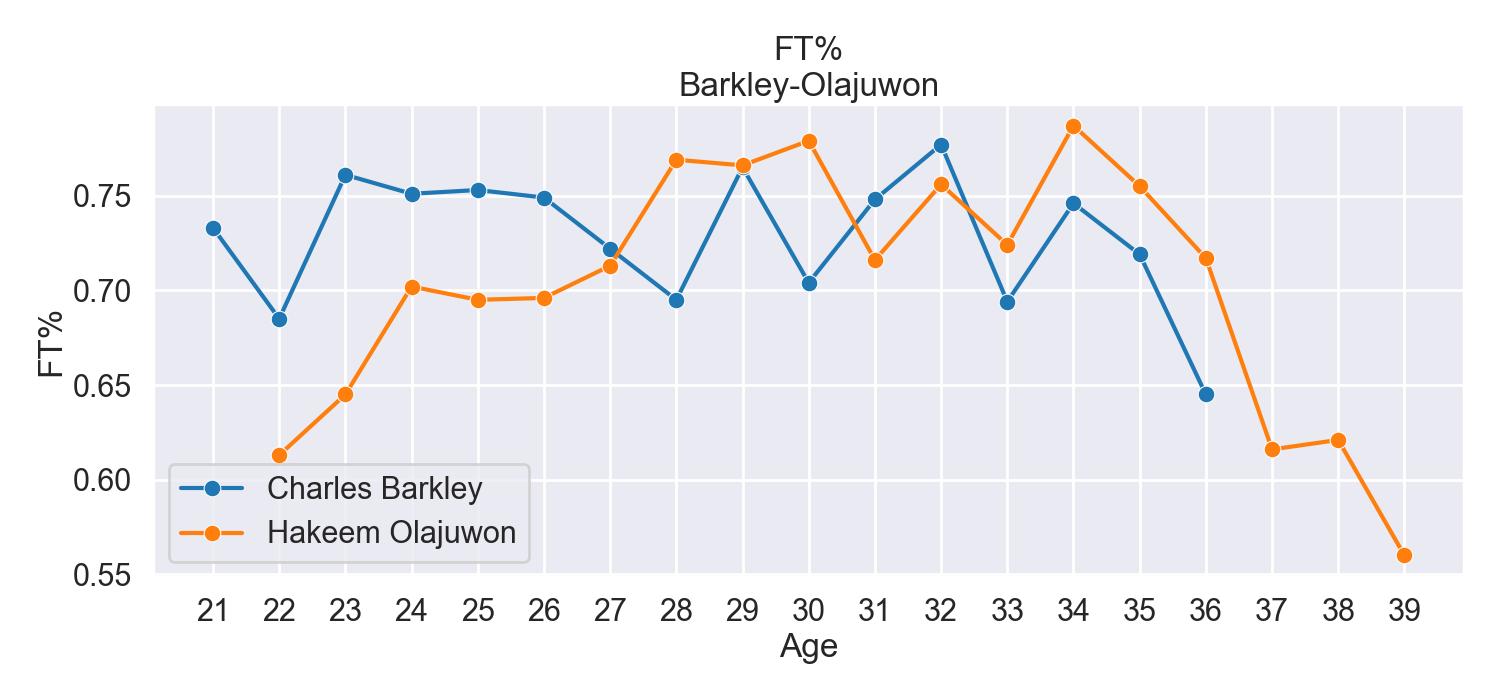 FT%
Barkley-Olajuwon
FT%
0.75
0.70
0.65
0.60
0.55
Charles Barkley
Hakeem Olajuwon
21 22 23 24 25 26 27 28 29 30 31 32 33 34 35 36 37 38 39
Age